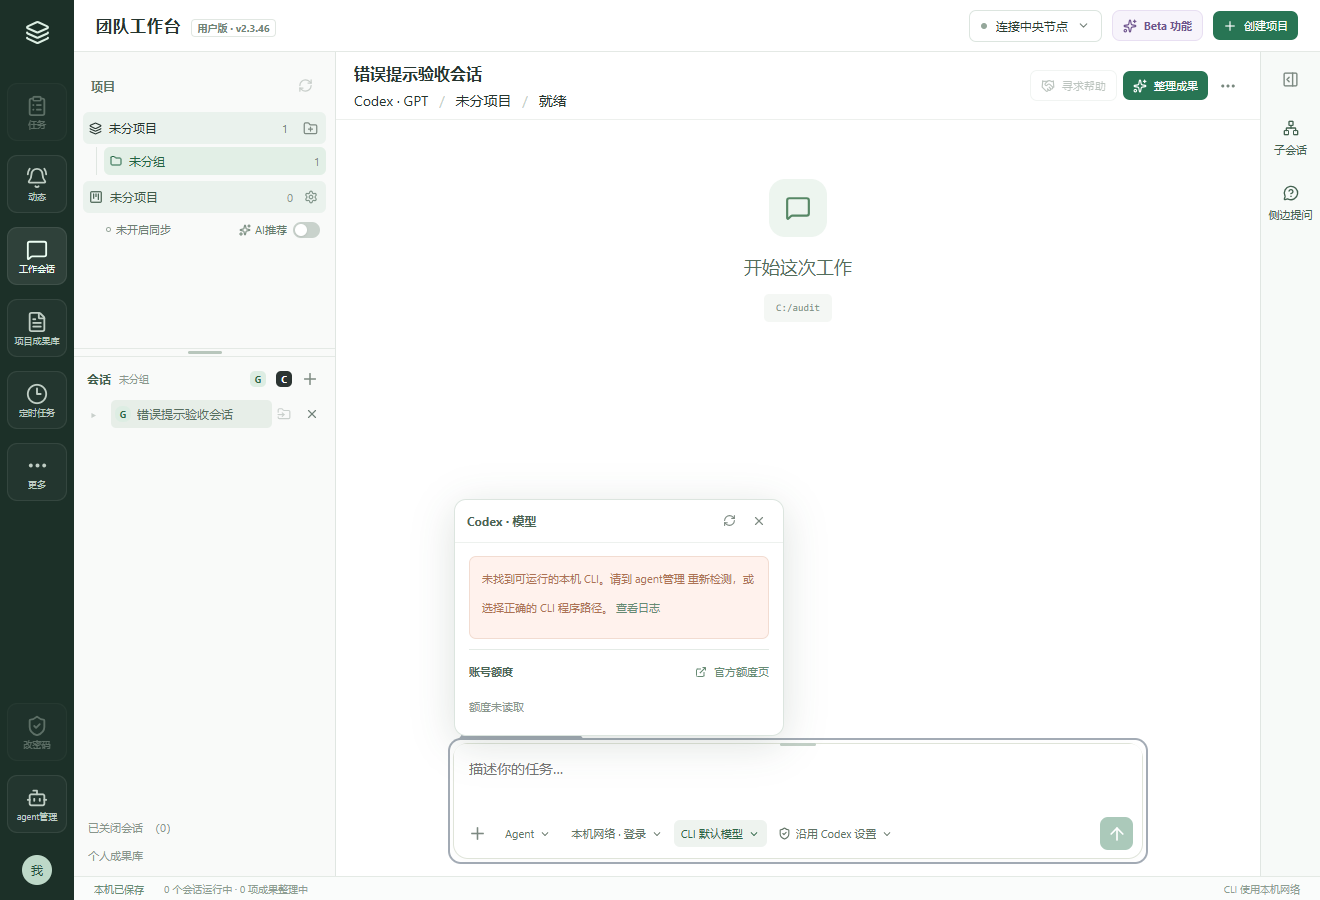 团队工作台 用户版 · v2.3.46
连接中央节点
Beta 功能
创建项目
任务
动态
工作会话
项目成果库
定时任务
更多
改密码
agent管理
我
项目
未分项目 1
未分组 1
未分项目 0
未开启同步 AI推荐
会话 未分组 G C
G 错误提示验收会话
已关闭会话 (0)
个人成果库
错误提示验收会话
Codex · GPT / 未分项目 / 就绪
寻求帮助
整理成果
子会话
侧边提问
开始这次工作
C:/audit
Codex · 模型
未找到可运行的本机 CLI。请到 agent管理 重新检测，或
选择正确的 CLI 程序路径。 查看日志
账号额度 官方额度页
额度未读取
描述你的任务...
Agent 本机网络 · 登录 CLI 默认模型 沿用 Codex 设置
本机已保存 0 个会话运行中 · 0 项成果整理中
CLI 使用本机网络